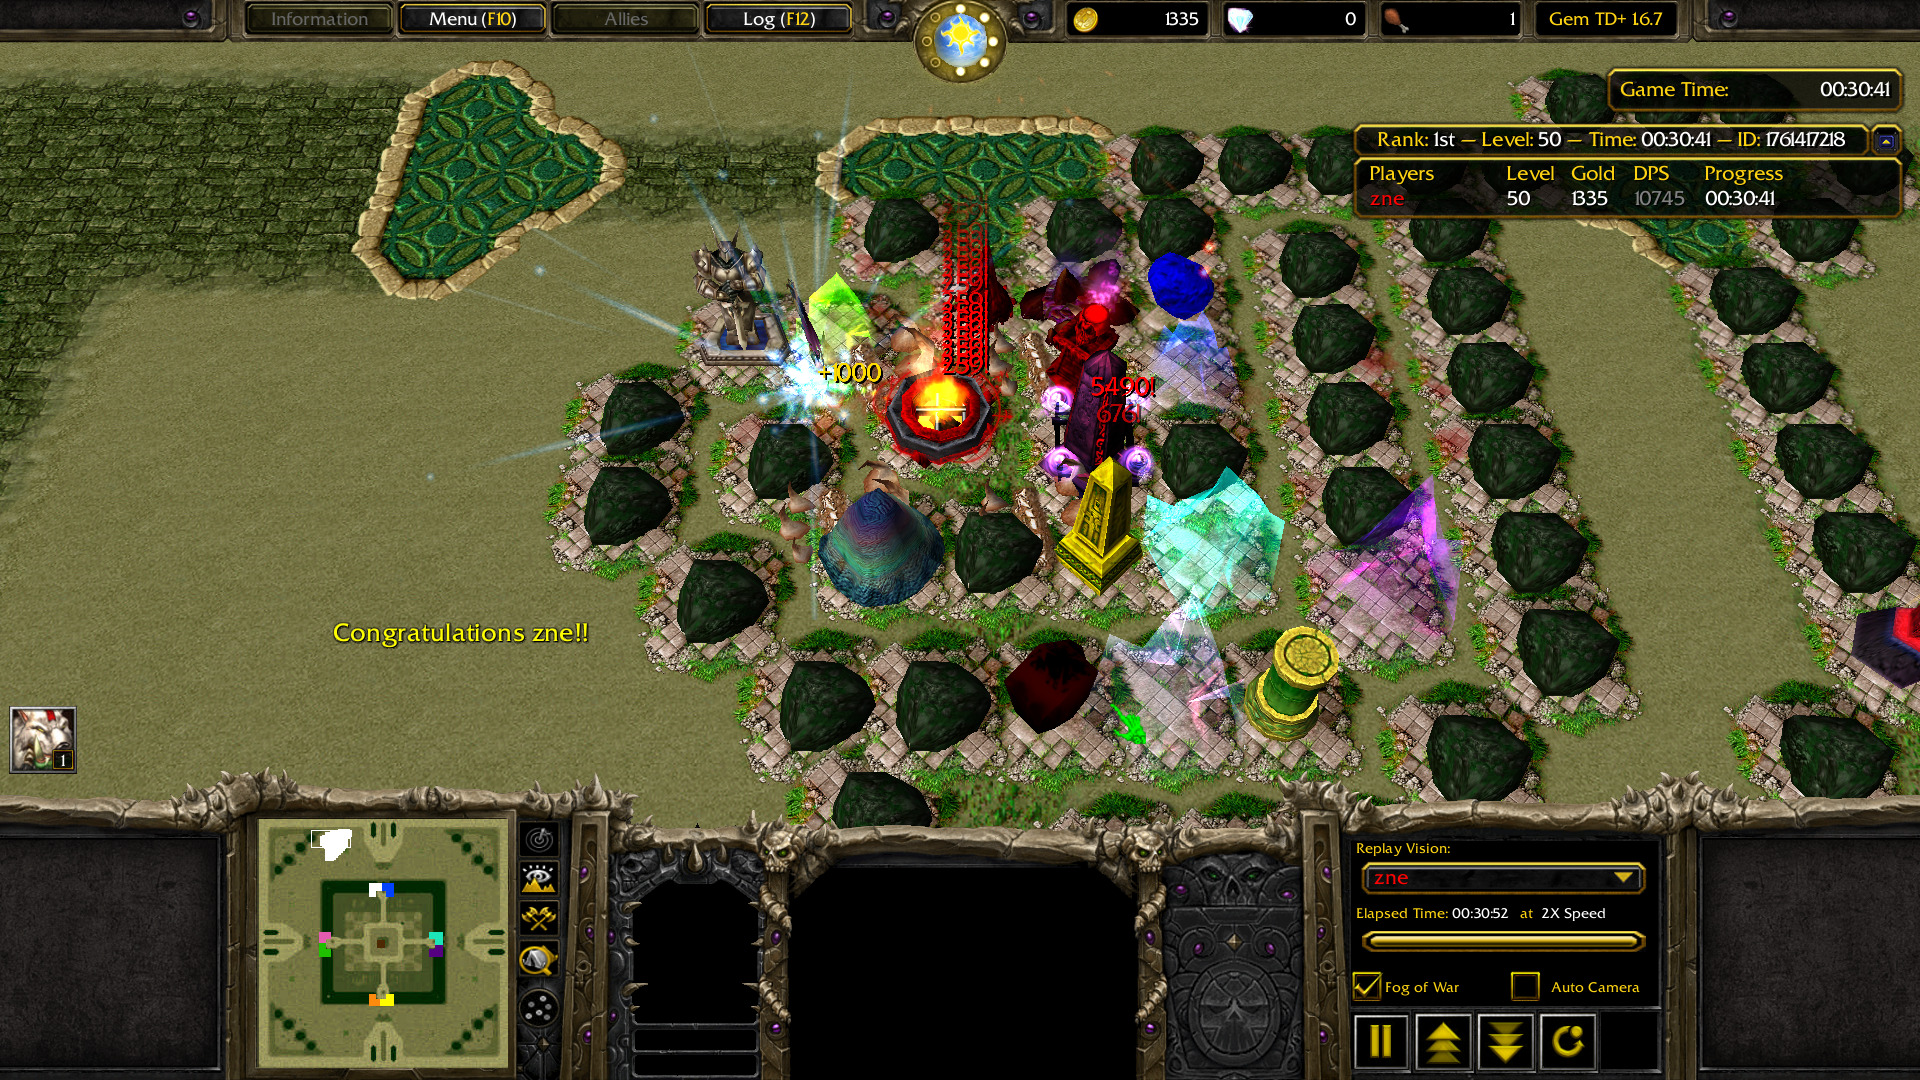 Information
Menu (F10)
Allies
Log (F12)
1335
0
1
Gem TD+ 16.7
Game Time: 00:30:41
Rank: 1st — Level: 50 — Time: 00:30:41 — ID: 1761417218
Players Level Gold DPS Progress
zne 50 1335 10745 00:30:41
+1000
5490!
676!
Congratulations zne!!
1
Replay Vision:
zne
Elapsed Time: 00:30:52 at 2X Speed
Fog of War
Auto Camera